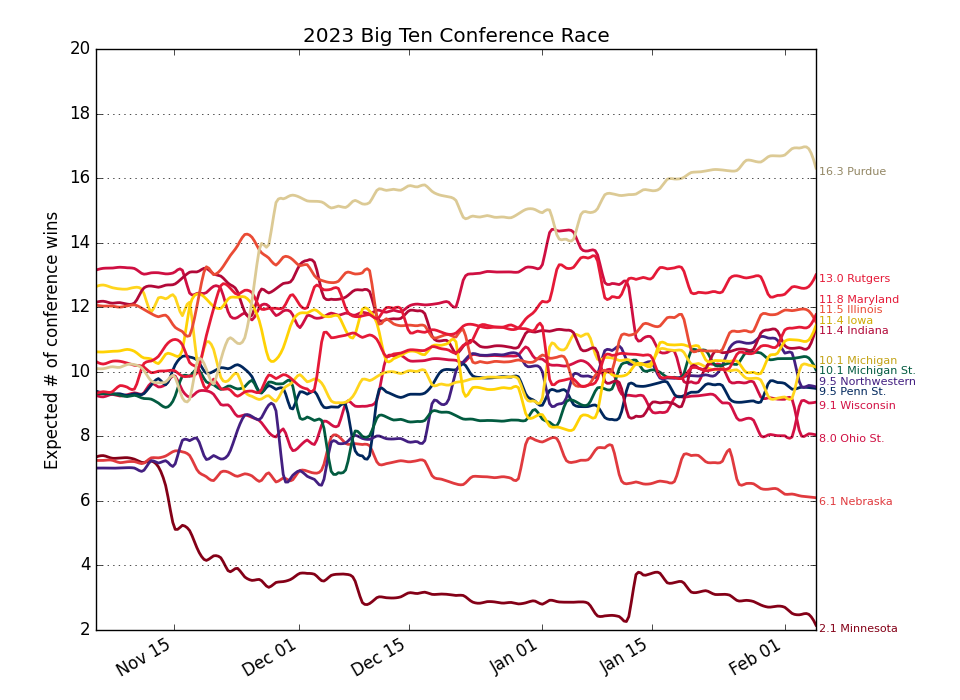 2023 Big Ten Conference Race
Expected # of conference wins
20
18
16
14
12
10
8
6
4
2
Nov 15
Dec 01
Dec 15
Jan 01
Jan 15
Feb 01
16.3 Purdue
13.0 Rutgers
11.8 Maryland
11.5 Illinois
11.4 Iowa
11.4 Indiana
10.1 Michigan
10.1 Michigan St.
9.5 Northwestern
9.5 Penn St.
9.1 Wisconsin
8.0 Ohio St.
6.1 Nebraska
2.1 Minnesota